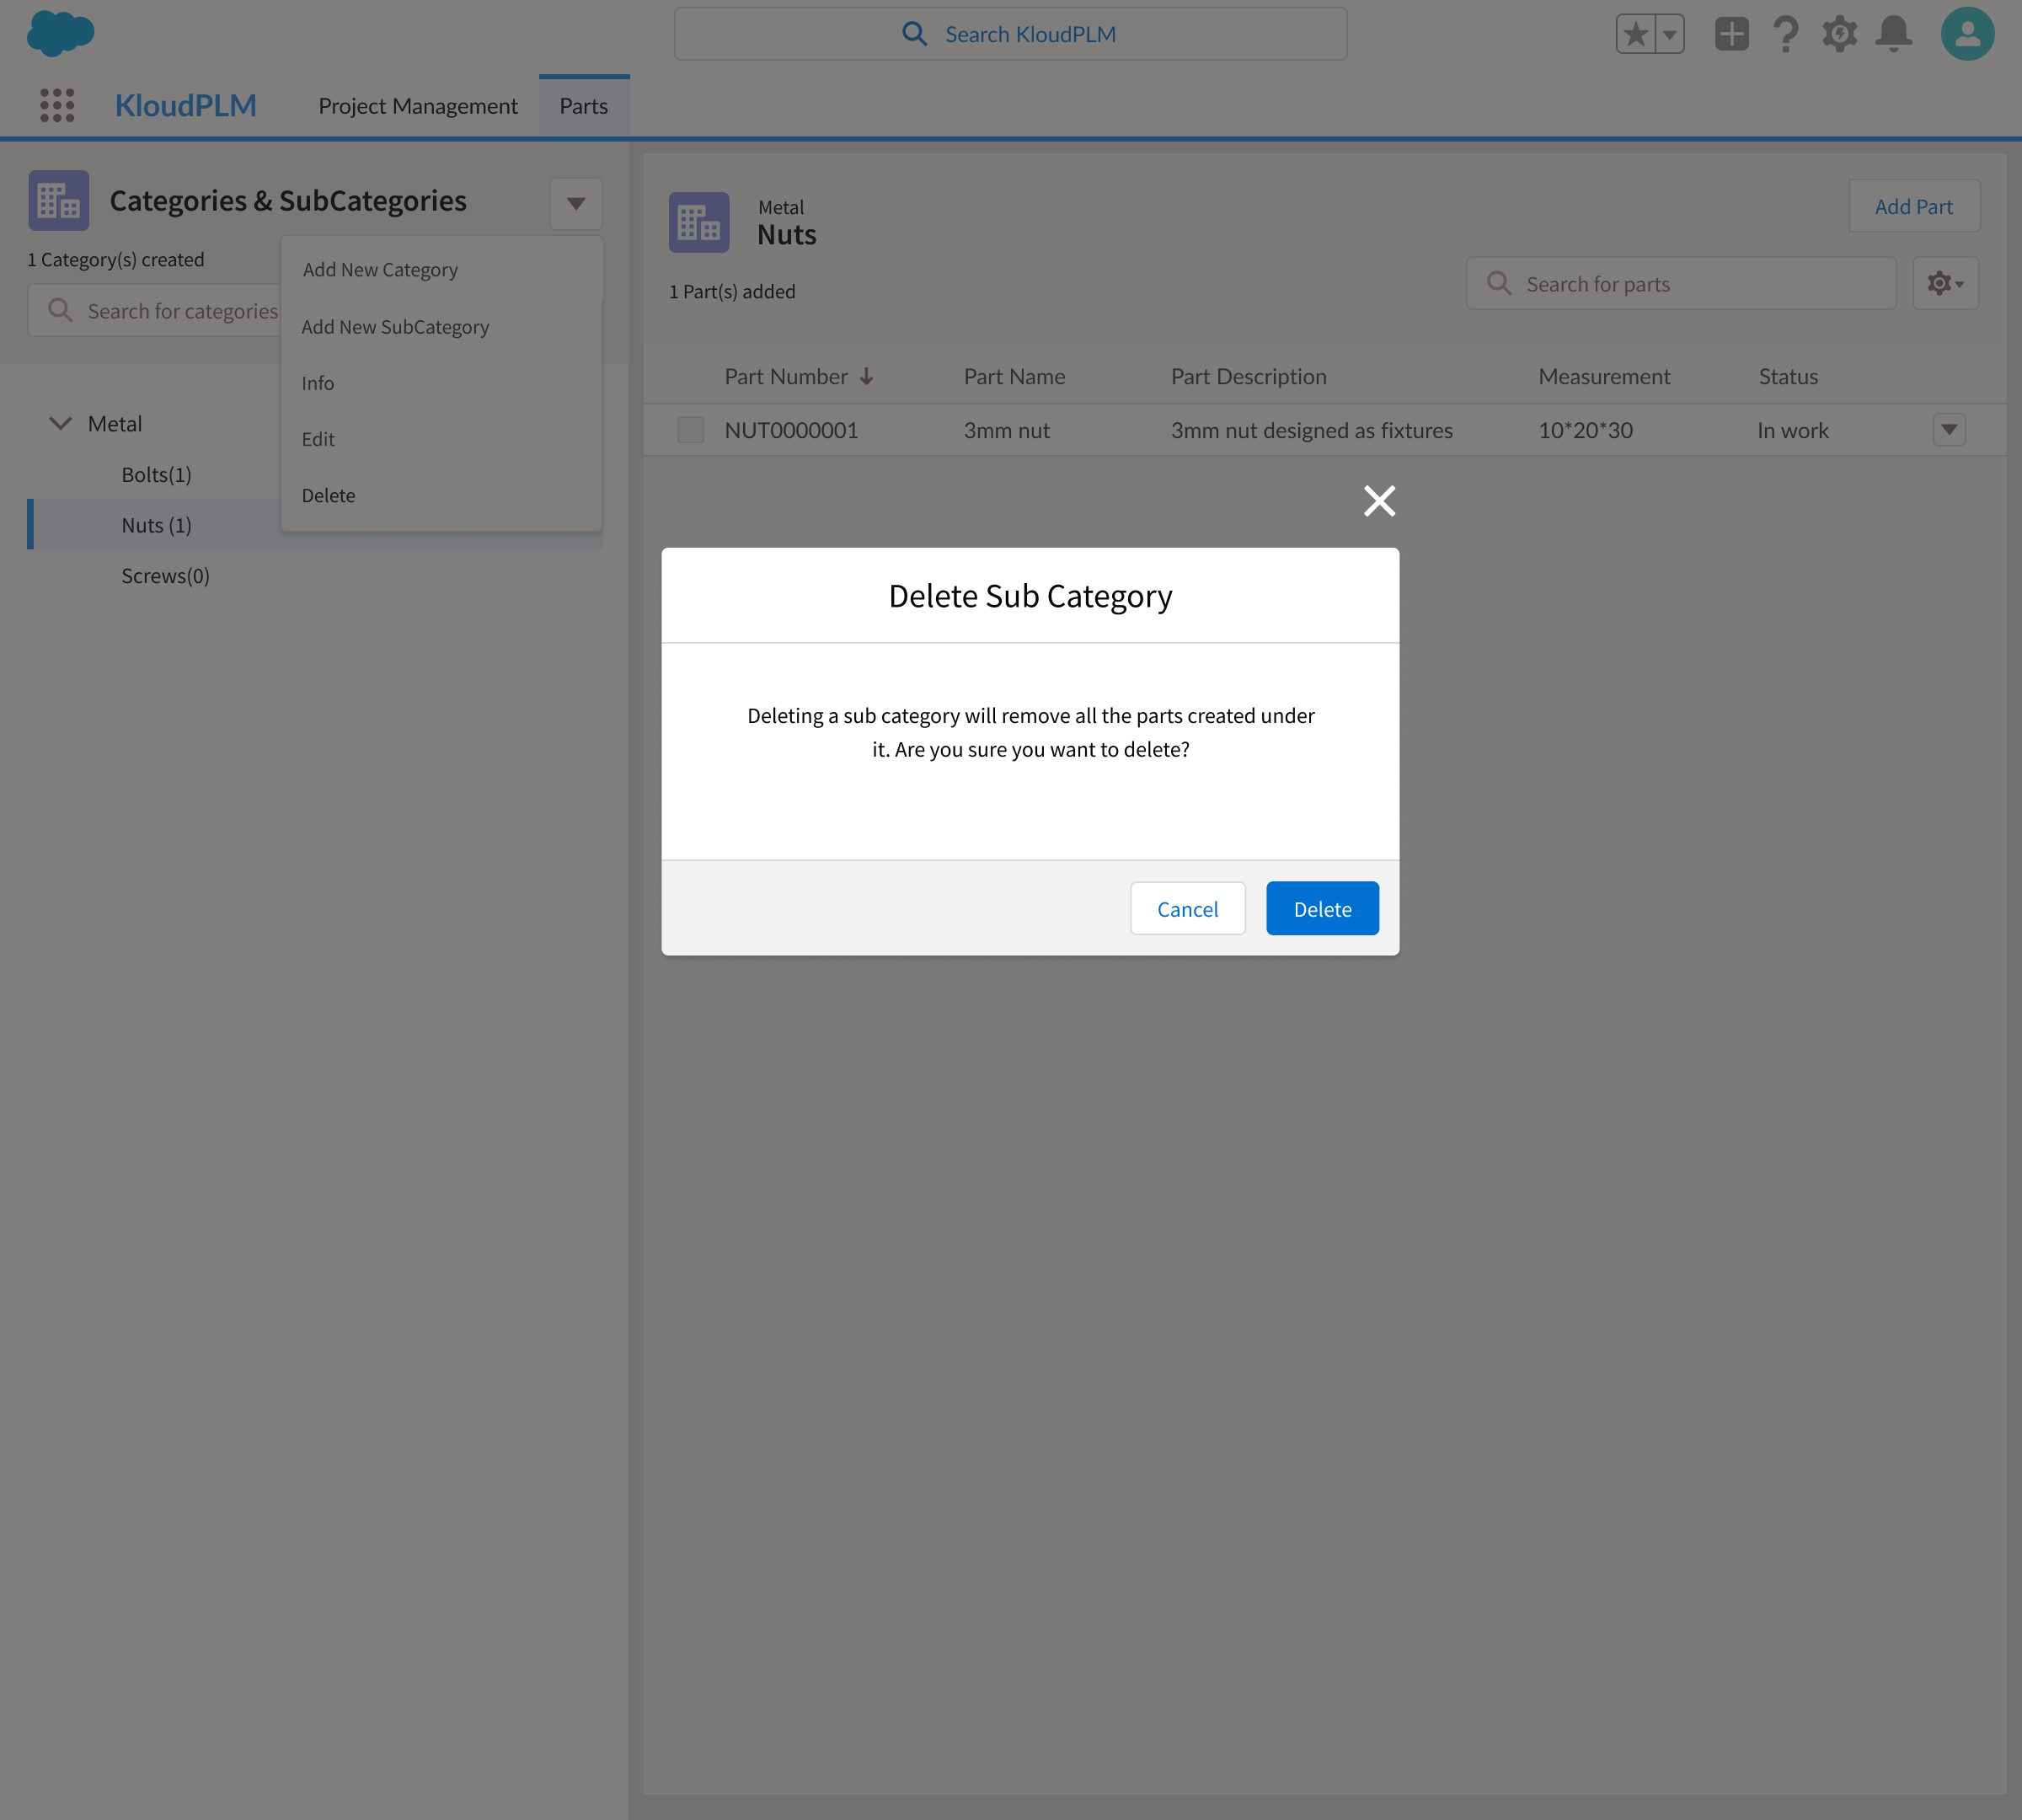 Search KloudPLM
KloudPLM
Project Management
Parts
Categories & SubCategories
1 Category(s) created
Search for categories
Add New Category
Add New SubCategory
Info
Edit
Delete
Metal
Bolts(1)
Nuts (1)
Screws(0)
Metal
Nuts
1 Part(s) added
Add Part
Search for parts
Part Number Part Name Part Description Measurement Status
NUT0000001 3mm nut 3mm nut designed as fixtures 10*20*30 In work
Delete Sub Category
Deleting a sub category will remove all the parts created under
it. Are you sure you want to delete?
Cancel
Delete